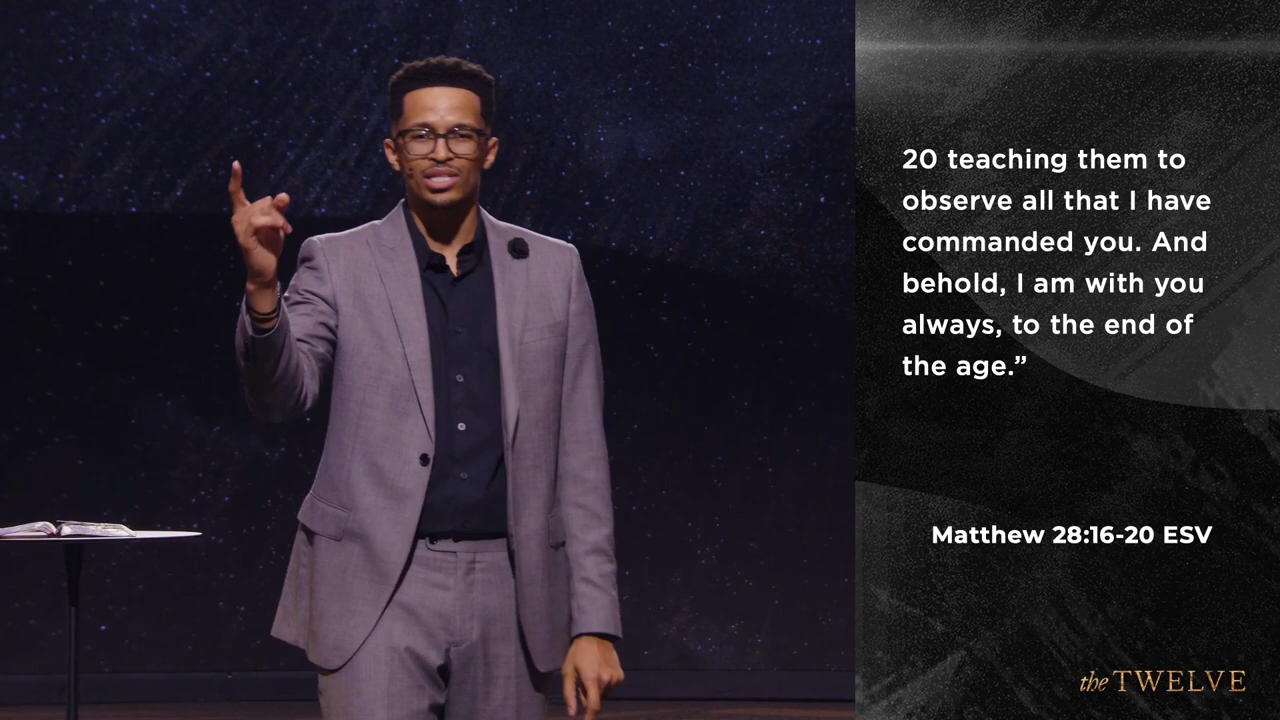 20 teaching them to
observe all that I have
commanded you. And
behold, I am with you
always, to the end of
the age.”
Matthew 28:16-20 ESV
the TWELVE